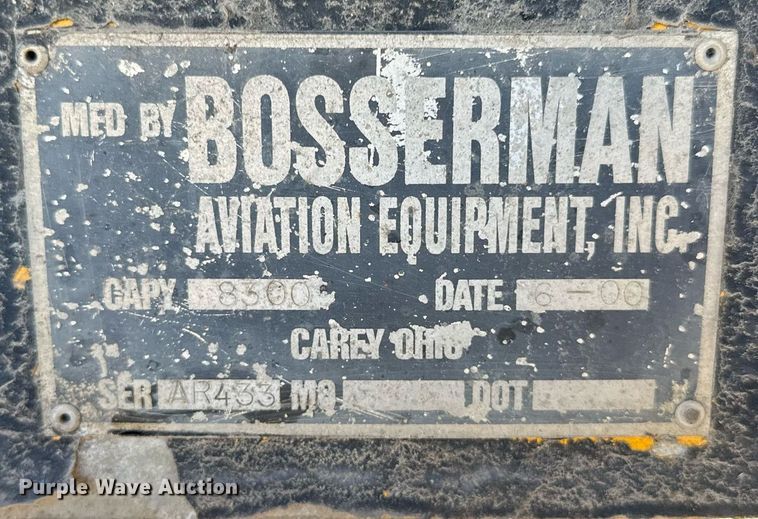 MFD BY BOSSERMAN
AVIATION EQUIPMENT, INC.
CAPY 8300 DATE 6-00
CAREY OHIO
SER AR433 MO DOT
Purple Wave Auction